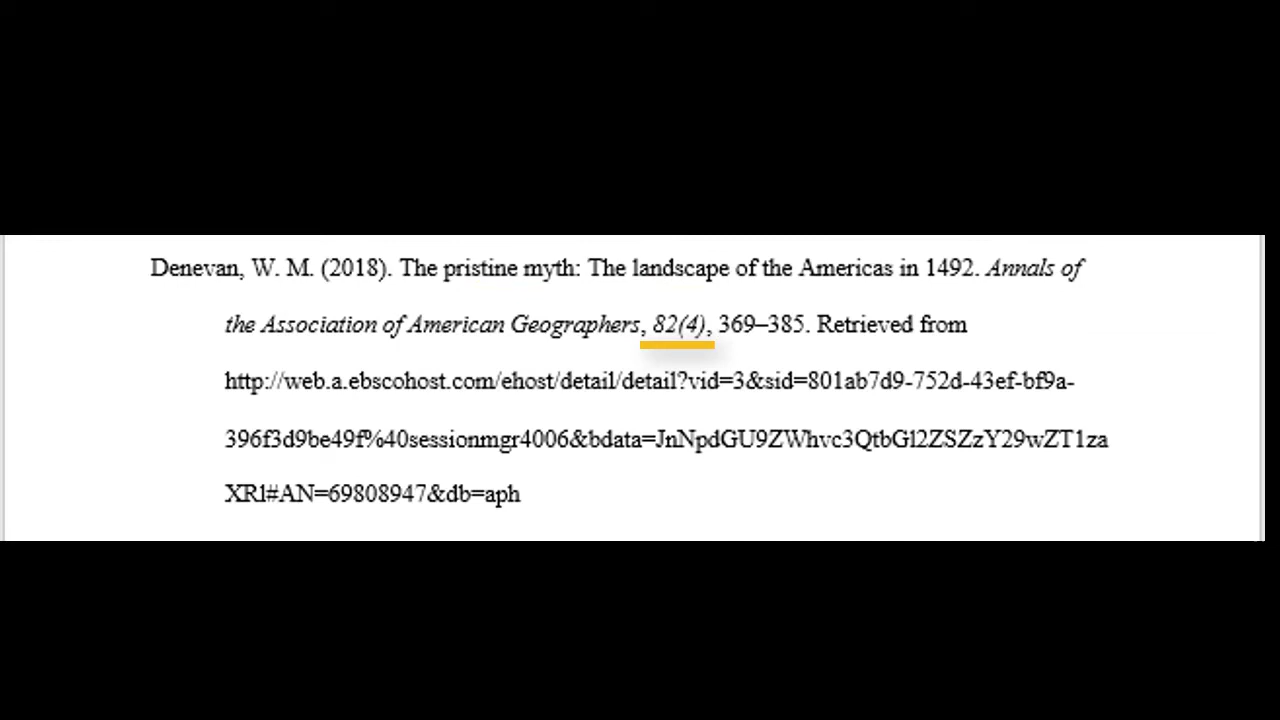 Denevan, W. M. (2018). The pristine myth: The landscape of the Americas in 1492. Annals of
the Association of American Geographers, 82(4), 369–385. Retrieved from
http://web.a.ebscohost.com/ehost/detail/detail?vid=3&sid=801ab7d9-752d-43ef-bf9a-
396f3d9be49f%40sessionmgr4006&bdata=JnNpdGU9ZWhvc3QtbGl2ZSZzY29wZT1za
XRl#AN=69808947&db=aph